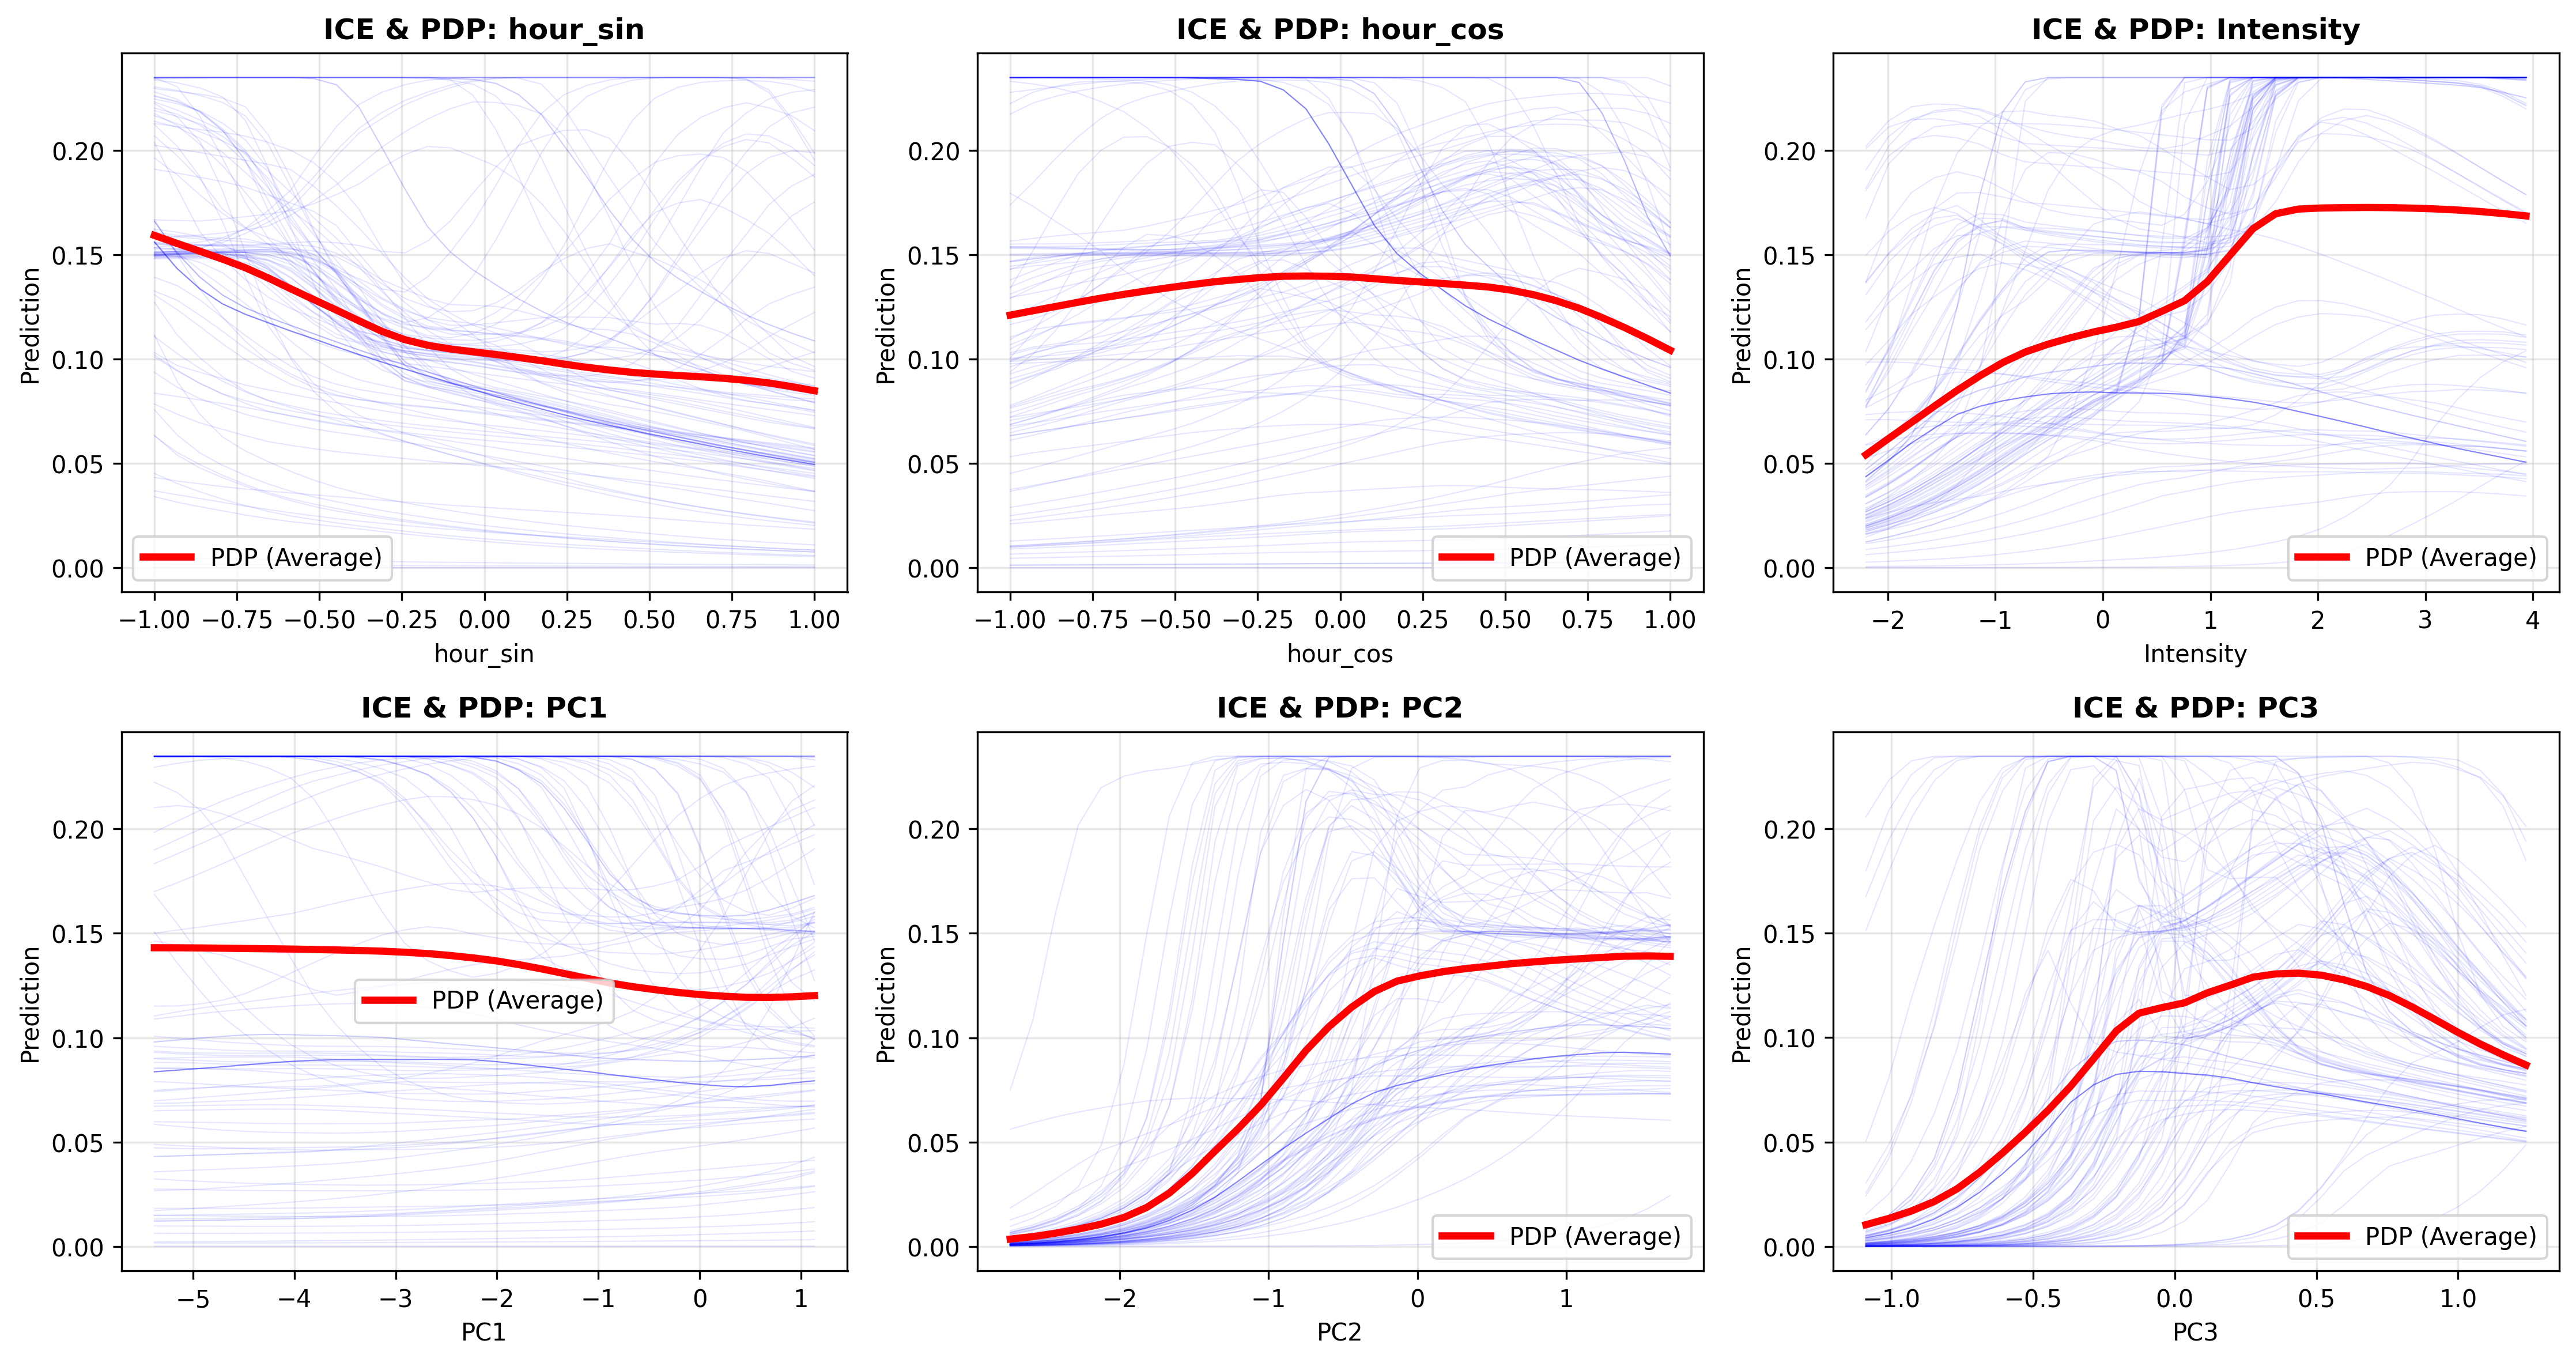 ICE & PDP: hour_sin
Prediction
0.20
0.15
0.10
0.05
0.00
PDP (Average)
−1.00 −0.75 −0.50 −0.25 0.00 0.25 0.50 0.75 1.00
hour_sin
ICE & PDP: hour_cos
Prediction
0.20
0.15
0.10
0.05
0.00
PDP (Average)
−1.00 −0.75 −0.50 −0.25 0.00 0.25 0.50 0.75 1.00
hour_cos
ICE & PDP: Intensity
Prediction
0.20
0.15
0.10
0.05
0.00
PDP (Average)
−2 −1 0 1 2 3 4
Intensity
ICE & PDP: PC1
Prediction
0.20
0.15
0.10
0.05
0.00
PDP (Average)
−5 −4 −3 −2 −1 0 1
PC1
ICE & PDP: PC2
Prediction
0.20
0.15
0.10
0.05
0.00
PDP (Average)
−2 −1 0 1
PC2
ICE & PDP: PC3
Prediction
0.20
0.15
0.10
0.05
0.00
PDP (Average)
−1.0 −0.5 0.0 0.5 1.0
PC3